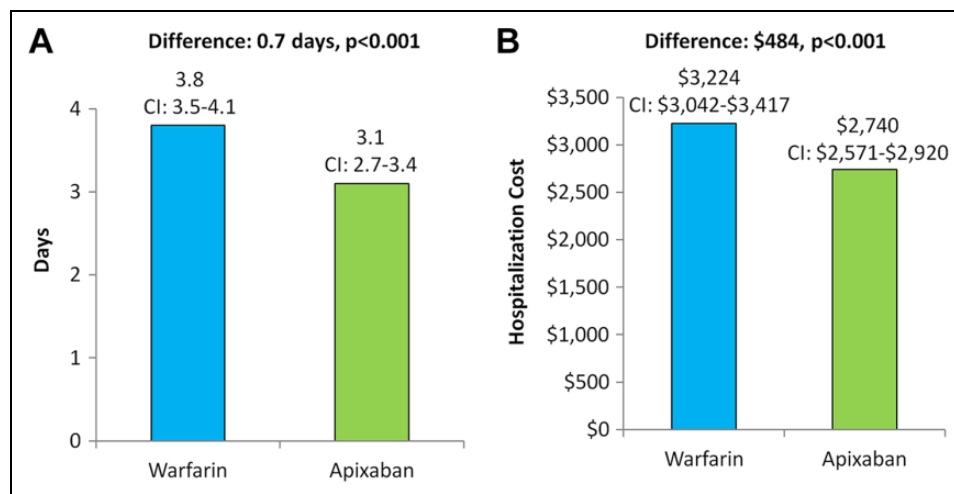 A
Difference: 0.7 days, p<0.001
3.8
CI: 3.5-4.1
3.1
CI: 2.7-3.4
4
3
2
1
0
Days
Warfarin
Apixaban
B
Difference: $484, p<0.001
$3,224
CI: $3,042-$3,417
$2,740
CI: $2,571-$2,920
$3,500
$3,000
$2,500
$2,000
$1,500
$1,000
$500
$0
Hospitalization Cost
Warfarin
Apixaban